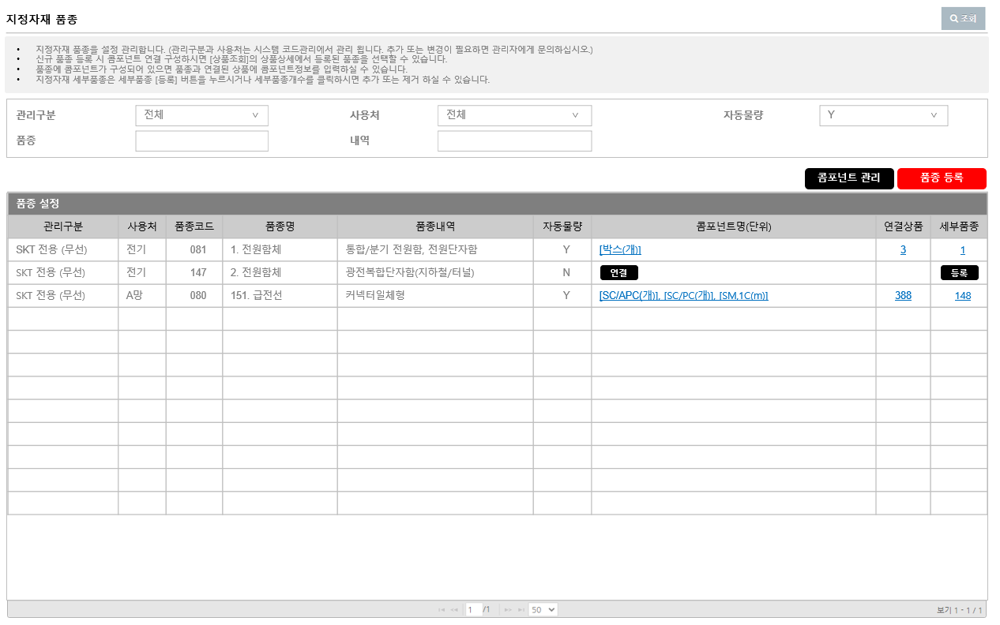 지정자재 품종
조회
• 지정자재 품종을 설정 관리합니다. (관리구분과 사용처는 시스템 코드관리에서 관리 됩니다. 추가 또는 변경이 필요하면 관리자에게 문의하십시오.)
• 신규 품종 등록 시 콤포넌트 연결 구성하시면 [상품조회]의 상품상세에서 등록된 품종을 선택할 수 있습니다.
• 품종에 콤포넌트가 구성되어 있으면 품종과 연결된 상품에 콤포넌트정보를 입력하실 수 있습니다.
• 지정자재 세부품종은 세부품종 [등록] 버튼을 누르시거나 세부품종개수를 클릭하시면 추가 또는 제거 하실 수 있습니다.
관리구분 전체 사용처 전체 자동물량 Y
품종 내역
콤포넌트 관리 품종 등록
품종 설정
관리구분 사용처 품종코드 품종명 품종내역 자동물량 콤포넌트명(단위) 연결상품 세부품종
SKT 전용 (무선) 전기 081 1. 전원함체 통합/분기 전원함, 전원단자함 Y [박스(개)] 3 1
SKT 전용 (무선) 전기 147 2. 전원함체 광전복합단자함(지하철/터널) N 연결 등록
SKT 전용 (무선) A망 080 151. 급전선 커넥터일체형 Y [SC/APC(개)], [SC/PC(개)], [SM,1C(m)] 388 148
1 /1 50 보기 1 - 1 / 1